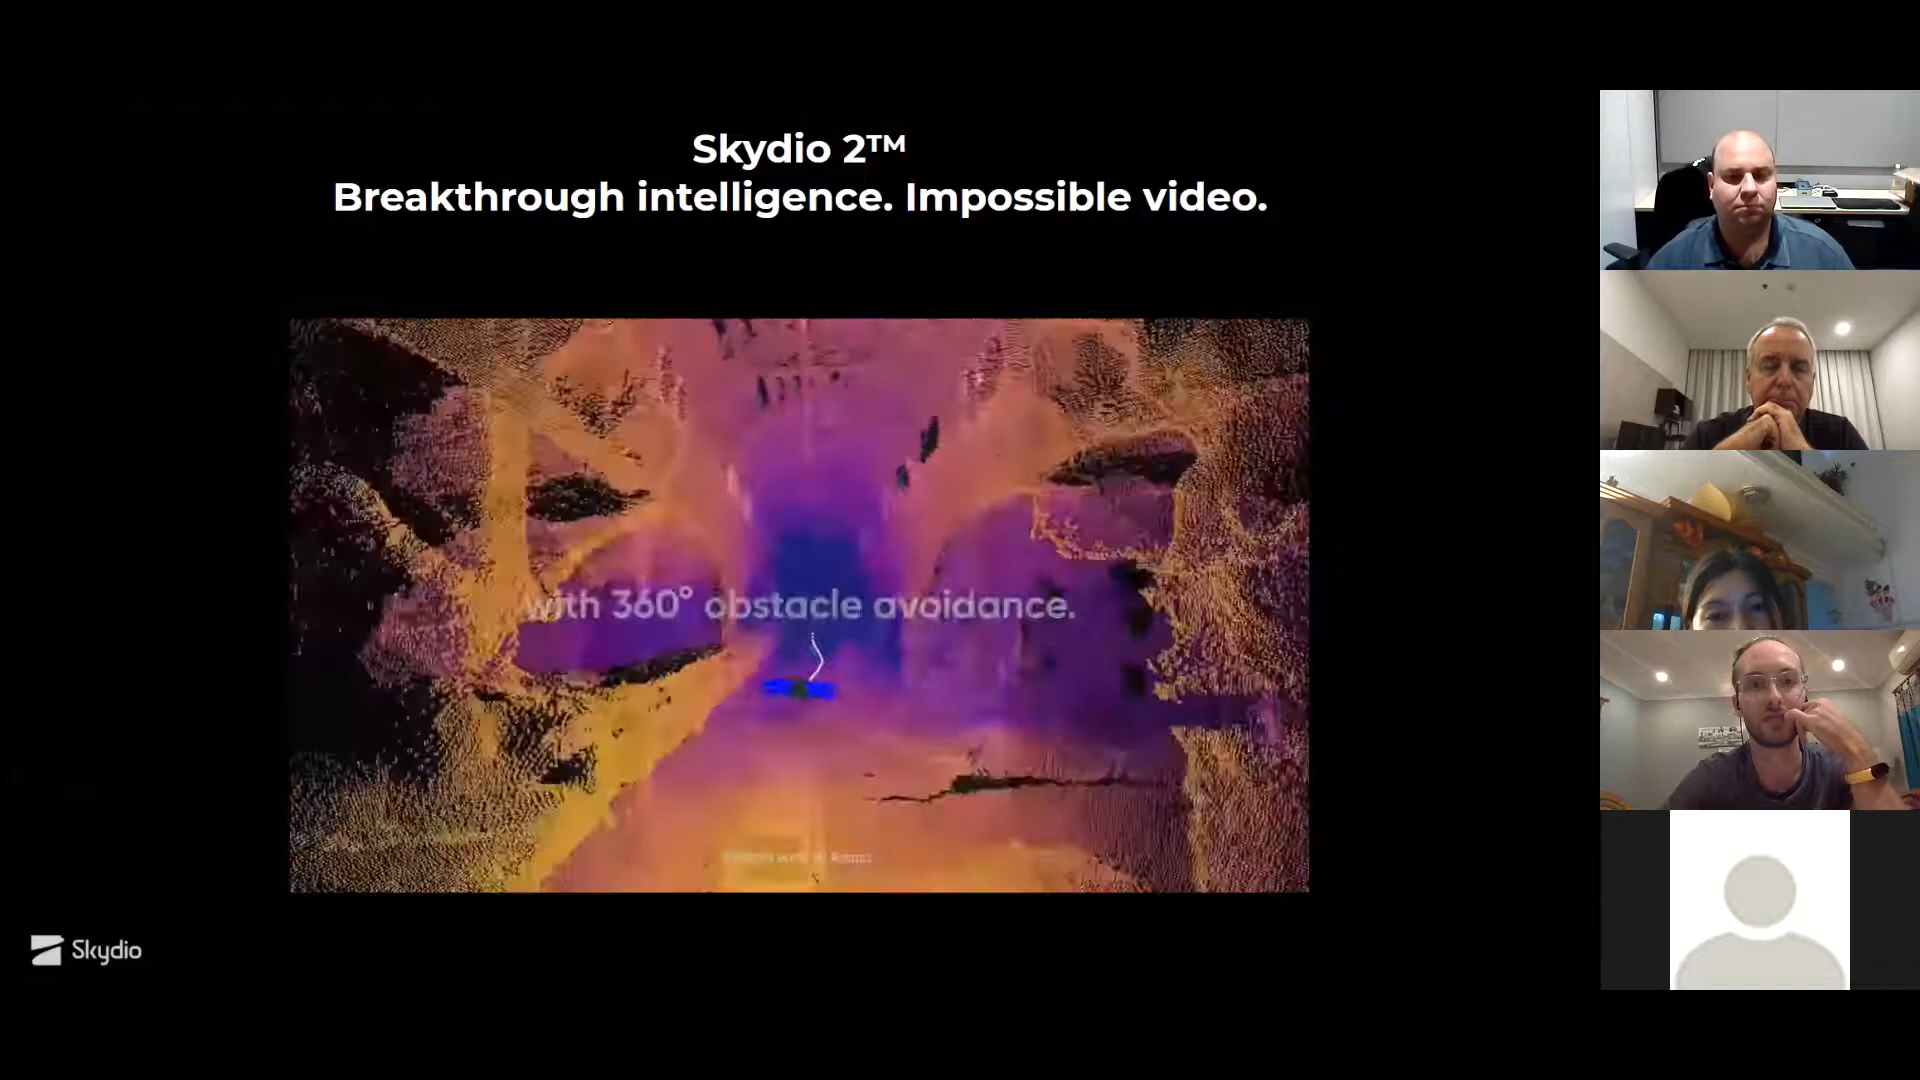 Skydio 2™
Breakthrough intelligence. Impossible video.
with 360° obstacle avoidance.
Skydio